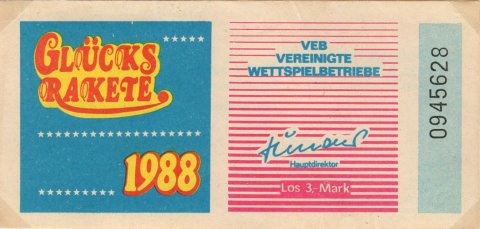 GLÜCKS
RAKETE
1988
VEB
VEREINIGTE
WETTSPIELBETRIEBE
Hauptdirektor
Los 3,-Mark
0945628